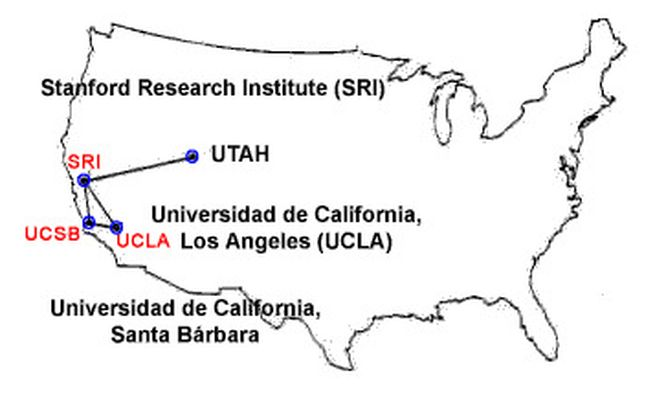 Stanford Research Institute (SRI)
SRI
UTAH
Universidad de California,
Los Angeles (UCLA)
UCSB
UCLA
Universidad de California,
Santa Bárbara